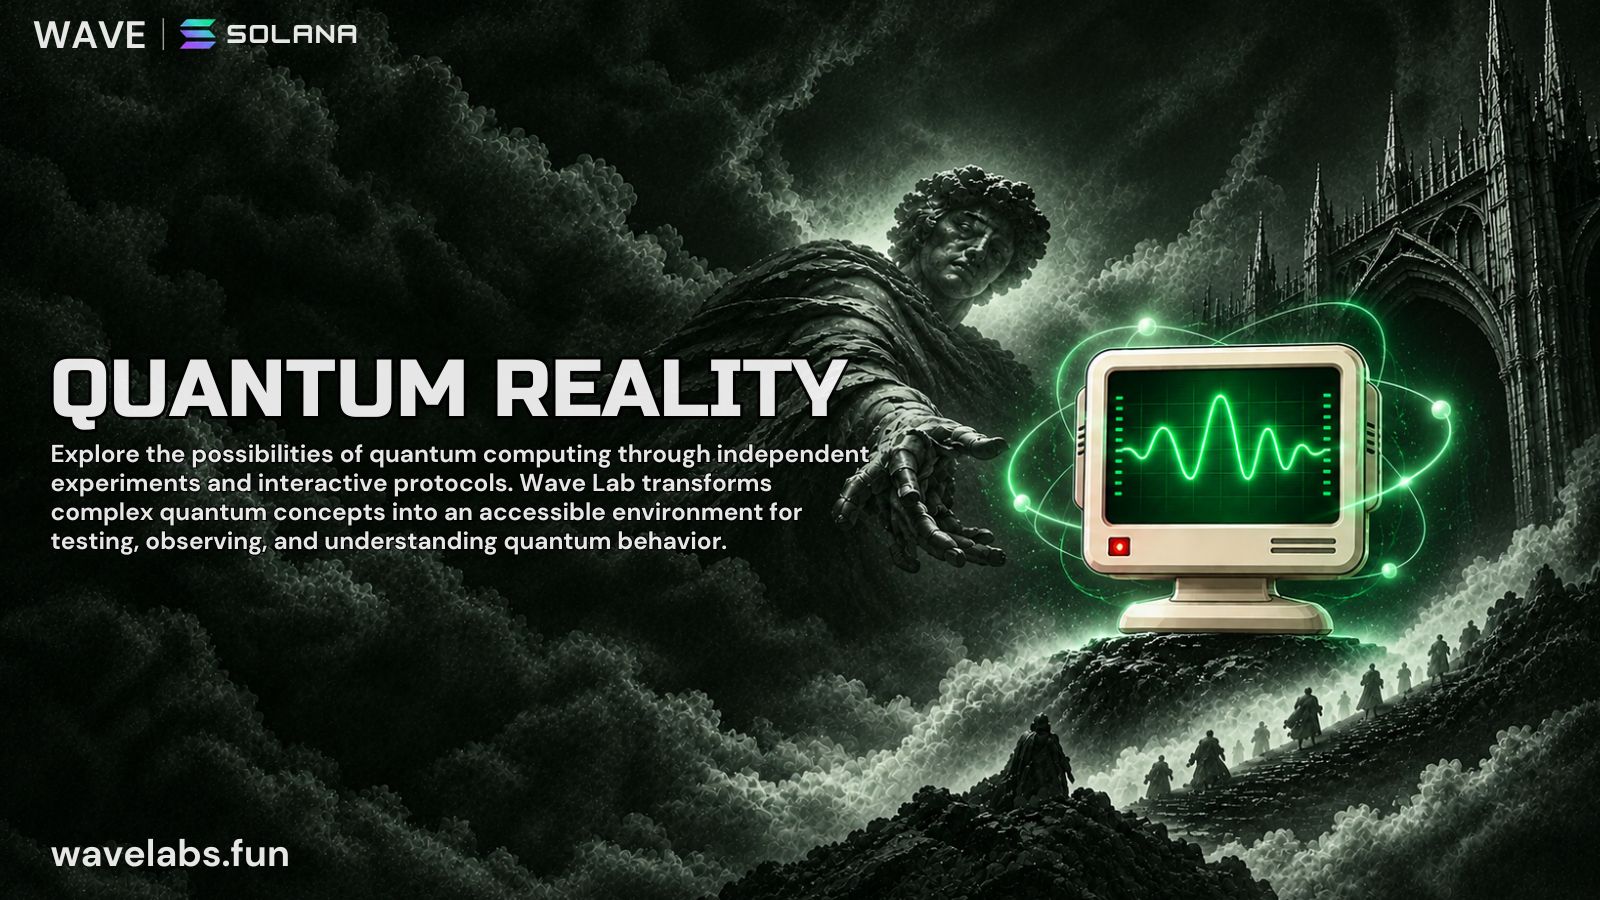 WAVE | SOLANA
QUANTUM REALITY
Explore the possibilities of quantum computing through independent
experiments and interactive protocols. Wave Lab transforms
complex quantum concepts into an accessible environment for
testing, observing, and understanding quantum behavior.
wavelabs.fun